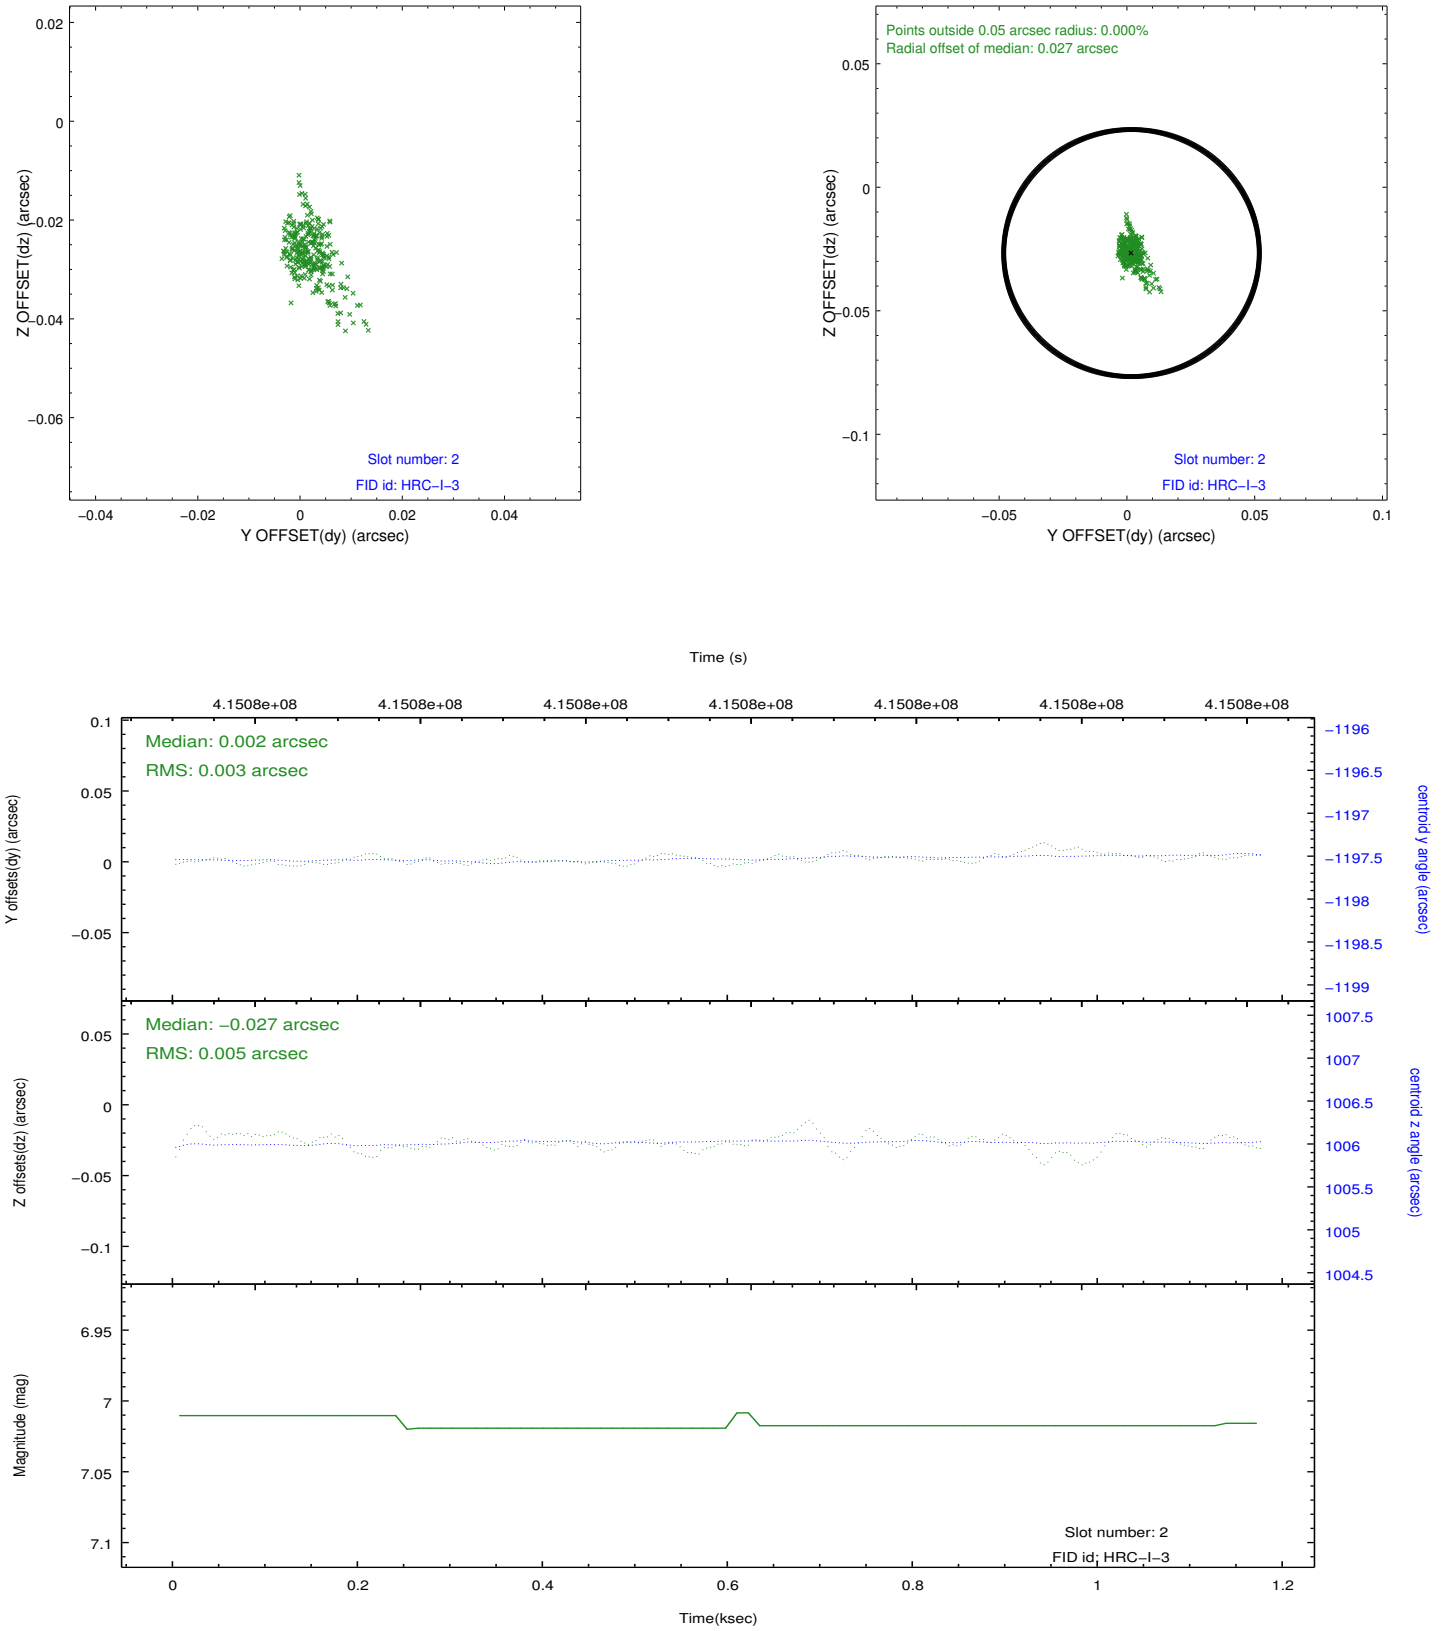 0.02
0
−0.02
−0.04
−0.06
Z OFFSET(dz) (arcsec)
Slot number: 2
FID id: HRC−I−3
−0.04
−0.02
0
0.02
0.04
Y OFFSET(dy) (arcsec)
Points outside 0.05 arcsec radius: 0.000%
Radial offset of median: 0.027 arcsec
0.05
0
−0.05
−0.1
Z OFFSET(dz) (arcsec)
Slot number: 2
FID id: HRC−I−3
−0.05
0
0.05
0.1
Y OFFSET(dy) (arcsec)
Time (s)
4.1508e+08
4.1508e+08
4.1508e+08
4.1508e+08
4.1508e+08
4.1508e+08
4.1508e+08
Median: 0.002 arcsec
RMS: 0.003 arcsec
0.1
0.05
0
−0.05
Y offsets(dy) (arcsec)
−1196
−1196.5
−1197
−1197.5
−1198
−1198.5
−1199
centroid y angle (arcsec)
Median: −0.027 arcsec
RMS: 0.005 arcsec
0.05
0
−0.05
−0.1
Z offsets(dz) (arcsec)
1007.5
1007
1006.5
1006
1005.5
1005
1004.5
centroid z angle (arcsec)
6.95
7
7.05
7.1
Magnitude (mag)
Slot number: 2
FID id: HRC−I−3
0
0.2
0.4
0.6
0.8
1
1.2
Time(ksec)